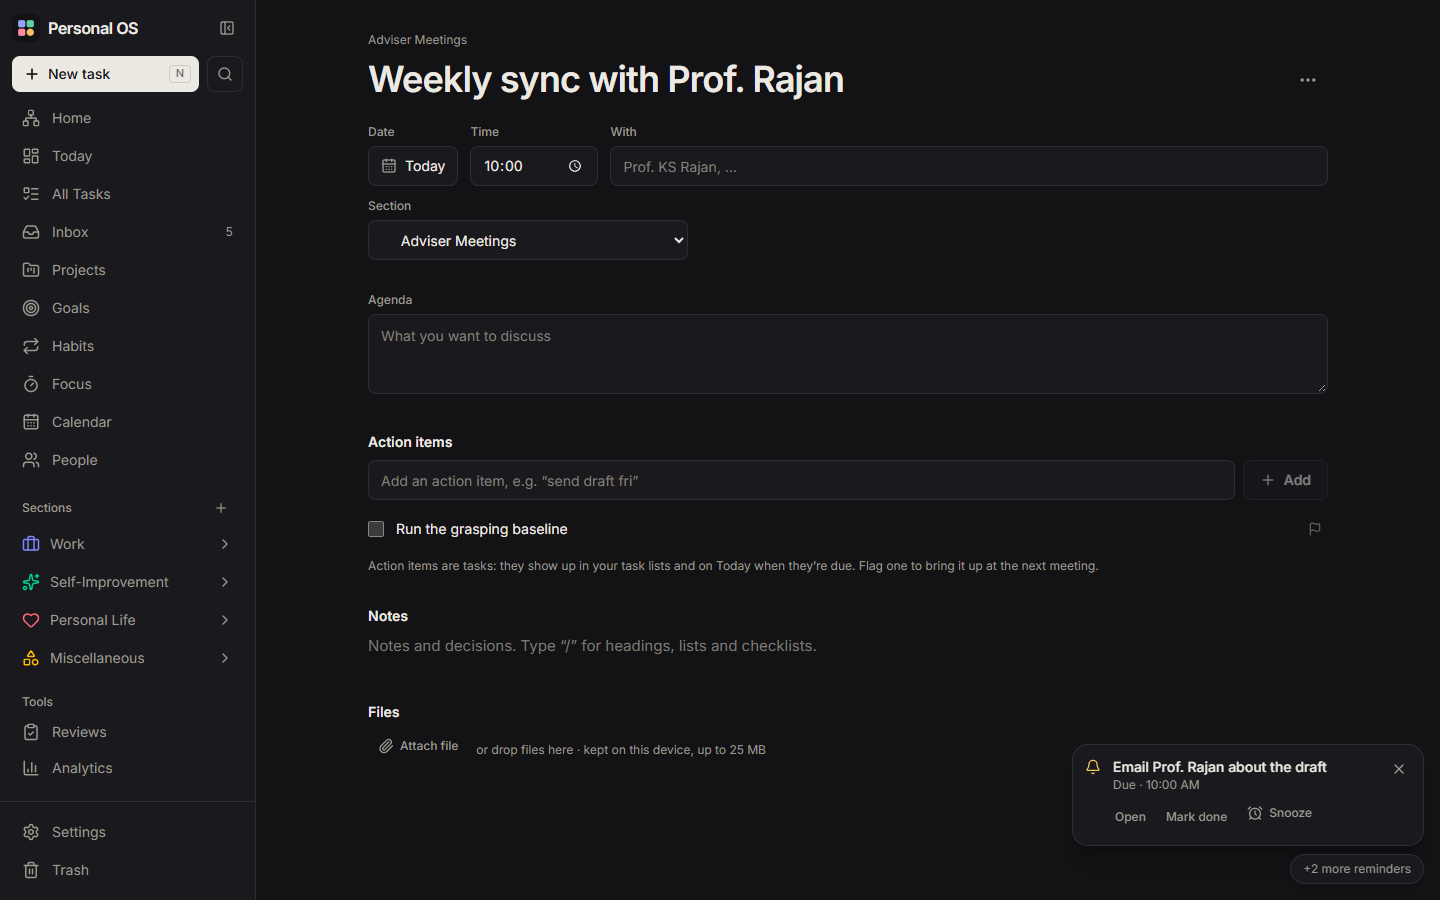 Personal OS
New task N
Home
Today
All Tasks
Inbox 5
Projects
Goals
Habits
Focus
Calendar
People
Sections
Work
Self-Improvement
Personal Life
Miscellaneous
Tools
Reviews
Analytics
Settings
Trash
Adviser Meetings
Weekly sync with Prof. Rajan
Date Time With
Today 10:00 Prof. KS Rajan, ...
Section
Adviser Meetings
Agenda
What you want to discuss
Action items
Add an action item, e.g. “send draft fri” Add
Run the grasping baseline
Action items are tasks: they show up in your task lists and on Today when they’re due. Flag one to bring it up at the next meeting.
Notes
Notes and decisions. Type “/” for headings, lists and checklists.
Files
Attach file or drop files here · kept on this device, up to 25 MB
Email Prof. Rajan about the draft
Due · 10:00 AM
Open Mark done Snooze
+2 more reminders